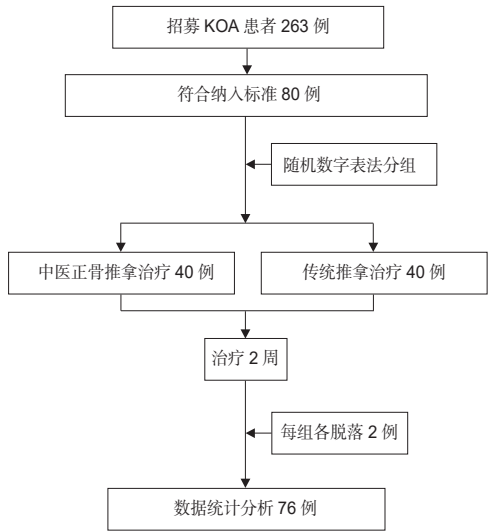 招募 KOA 患者 263 例
符合纳入标准 80 例
随机数字表法分组
中医正骨推拿治疗 40 例
传统推拿治疗 40 例
治疗 2 周
每组各脱落 2 例
数据统计分析 76 例